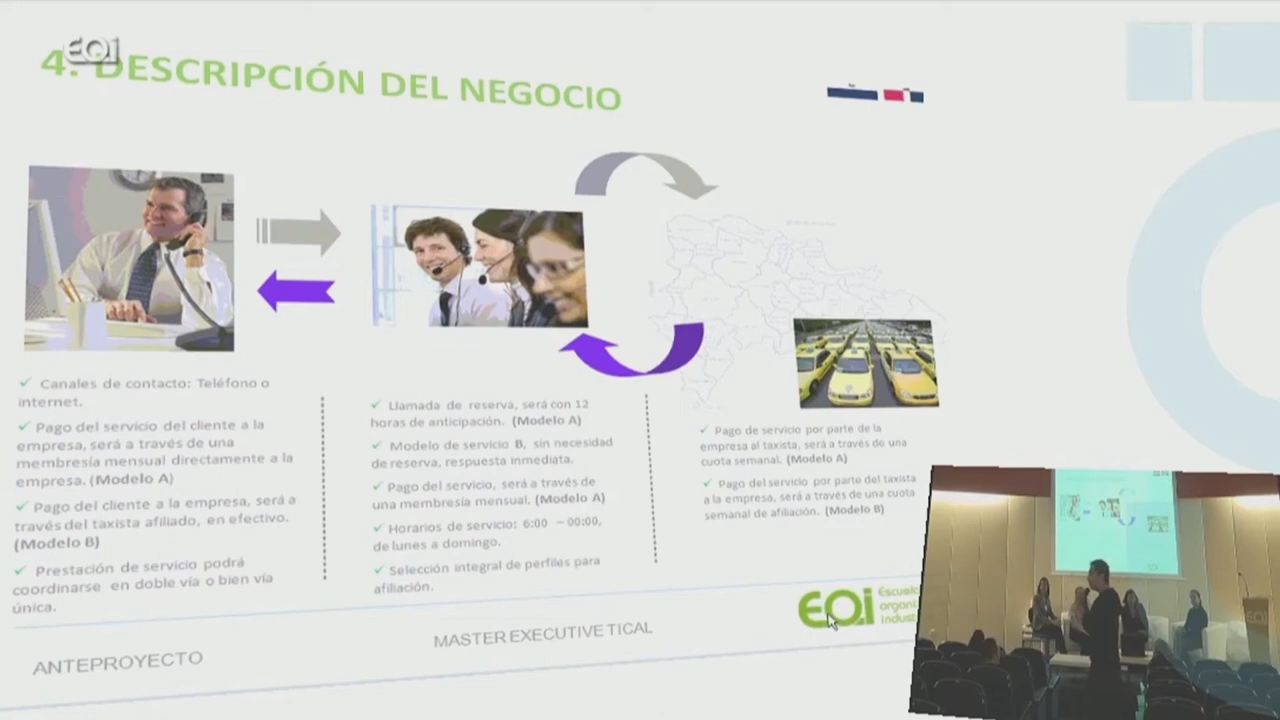 EOi
4. DESCRIPCIÓN DEL NEGOCIO
✓ Canales de contacto: Teléfono o
internet.
✓ Pago del servicio del cliente a la
empresa, será a través de una
membresía mensual directamente a la
empresa. (Modelo A)
✓ Pago del cliente a la empresa, será a
través del taxista afiliado, en efectivo.
(Modelo B)
✓ Prestación de servicio podrá
coordinarse en doble vía o bien vía
única.
✓ Llamada de reserva, será con 12
horas de anticipación. (Modelo A)
✓ Modelo de servicio B, sin necesidad
de reserva, respuesta inmediata.
✓ Pago del servicio, será a través de
una membresía mensual. (Modelo A)
✓ Horarios de servicio: 6:00 – 00:00,
de lunes a domingo.
✓ Selección integral de perfiles para
afiliación.
✓ Pago de servicio por parte de la
empresa al taxista, será a través de una
cuota semanal. (Modelo A)
✓ Pago del servicio por parte del taxista
a la empresa, será a través de una cuota
semanal de afiliación. (Modelo B)
ANTEPROYECTO
MASTER EXECUTIVE TICAL
EOi
Escuela
organi
industr
EOi